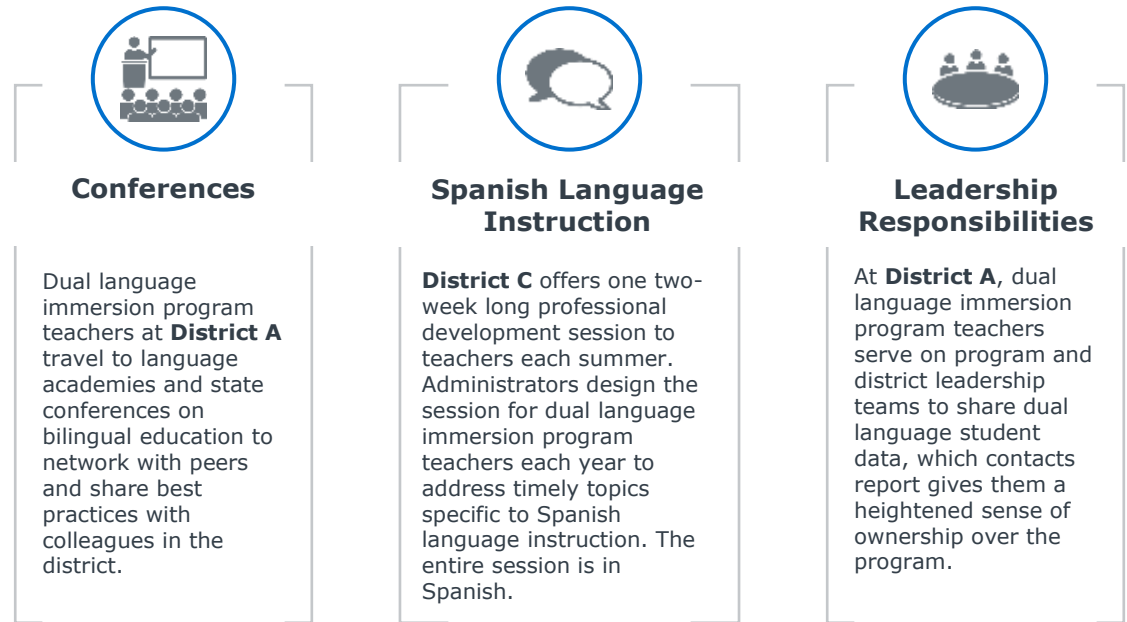 Conferences
Dual language
immersion program
teachers at District A
travel to language
academies and state
conferences on
bilingual education to
network with peers
and share best
practices with
colleagues in the
district.
Spanish Language
Instruction
District C offers one two-
week long professional
development session to
teachers each summer.
Administrators design the
session for dual language
immersion program
teachers each year to
address timely topics
specific to Spanish
language instruction. The
entire session is in
Spanish.
Leadership
Responsibilities
At District A, dual
language immersion
program teachers
serve on program and
district leadership
teams to share dual
language student
data, which contacts
report gives them a
heightened sense of
ownership over the
program.